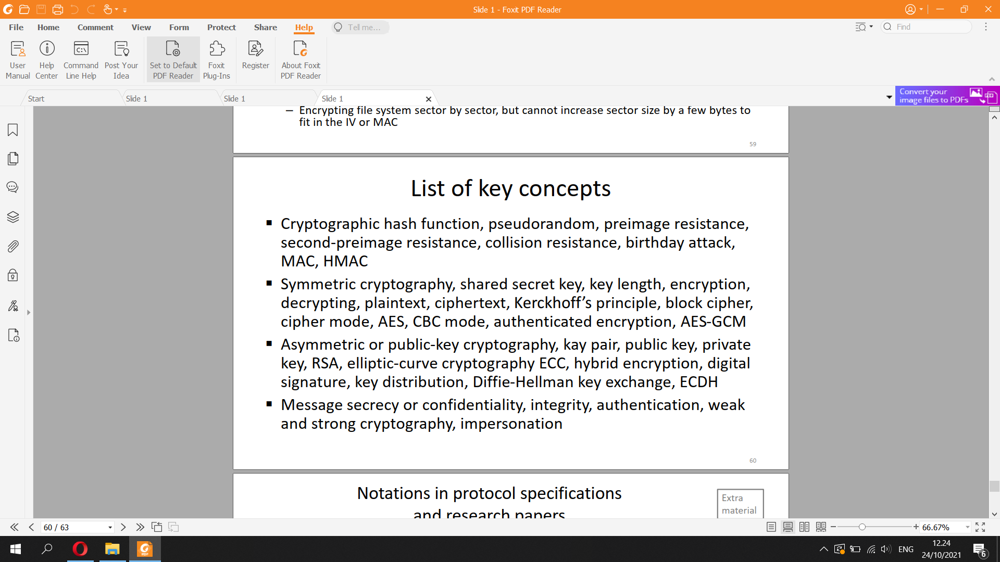 Slide 1 - Foxit PDF Reader
File Home Comment View Form Protect Share Help Tell me... Find
User Manual
Help Center
Command Line Help
Post Your Idea
Set to Default PDF Reader
Foxit Plug-Ins
Register
About Foxit PDF Reader
Start Slide 1 Slide 1 Slide 1
Convert your
image files to PDFs
PDF
– Encrypting file system sector by sector, but cannot increase sector size by a few bytes to
fit in the IV or MAC
59
List of key concepts
▪ Cryptographic hash function, pseudorandom, preimage resistance,
second-preimage resistance, collision resistance, birthday attack,
MAC, HMAC
▪ Symmetric cryptography, shared secret key, key length, encryption,
decrypting, plaintext, ciphertext, Kerckhoff’s principle, block cipher,
cipher mode, AES, CBC mode, authenticated encryption, AES-GCM
▪ Asymmetric or public-key cryptography, kay pair, public key, private
key, RSA, elliptic-curve cryptography ECC, hybrid encryption, digital
signature, key distribution, Diffie-Hellman key exchange, ECDH
▪ Message secrecy or confidentiality, integrity, authentication, weak
and strong cryptography, impersonation
60
Notations in protocol specifications
and research papers
Extra
material
60 / 63
66.67%
PDF
ENG
12.24
24/10/2021
6